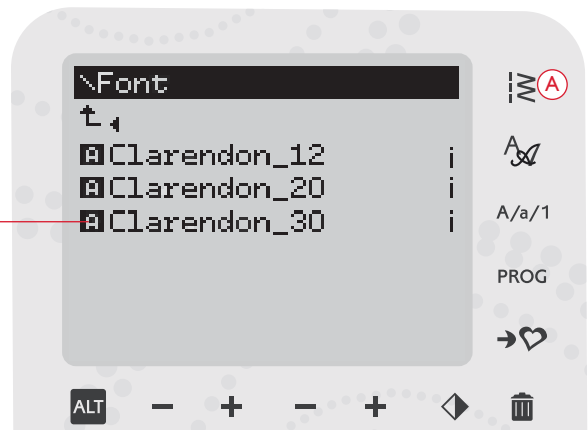 \Font
A
Clarendon_12 i
A/a/1
Clarendon_20 i
Clarendon_30 i
PROG
ALT